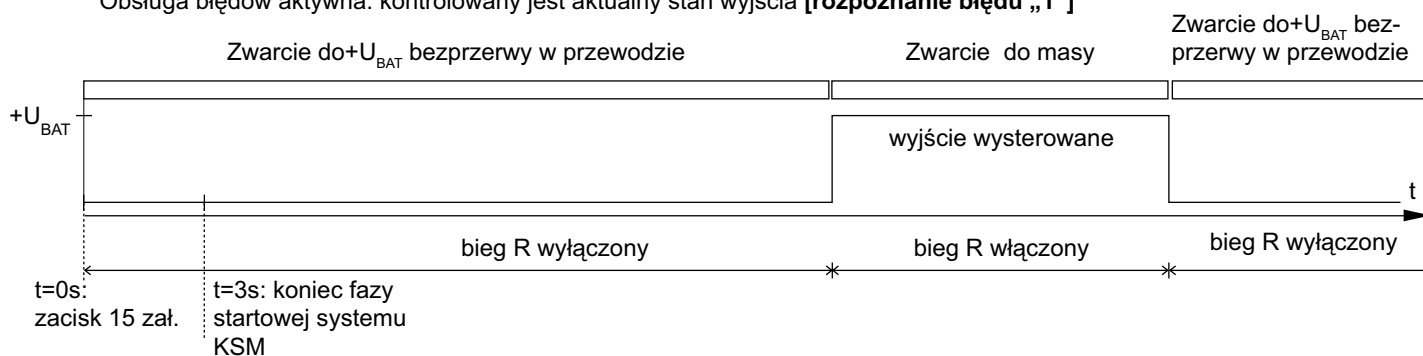 Obsługa błędów aktywna: kontrolowany jest aktualny stan wyjścia [rozpoznanie błędu „1"]
Zwarcie do+U_BAT bezprzerwy w przewodzie
Zwarcie do masy
Zwarcie do+U_BAT bez-
przerwy w przewodzie
+U_BAT
wyjście wysterowane
t
bieg R wyłączony
bieg R włączony
bieg R wyłączony
t=0s:
zacisk 15 zał.
t=3s: koniec fazy
startowej systemu
KSM